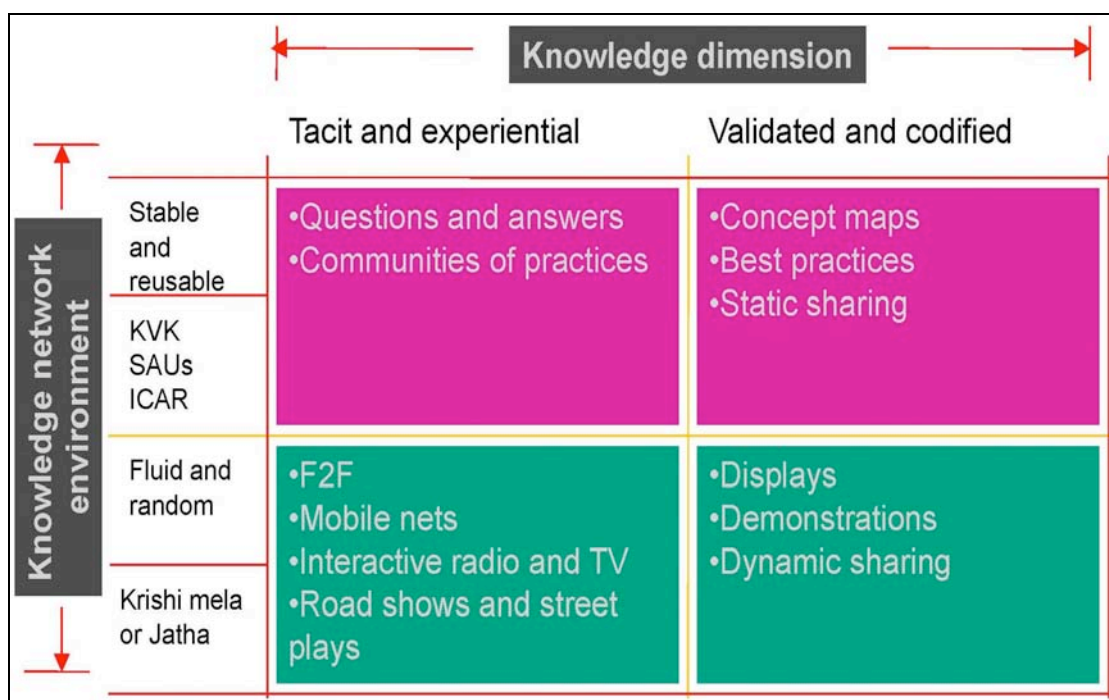 Knowledge dimension
Tacit and experiential
Validated and codified
Knowledge network
environment
Stable
and
reusable
KVK
SAUs
ICAR
•Questions and answers
•Communities of practices
•Concept maps
•Best practices
•Static sharing
Fluid and
random
Krishi mela
or Jatha
•F2F
•Mobile nets
•Interactive radio and TV
•Road shows and street
plays
•Displays
•Demonstrations
•Dynamic sharing